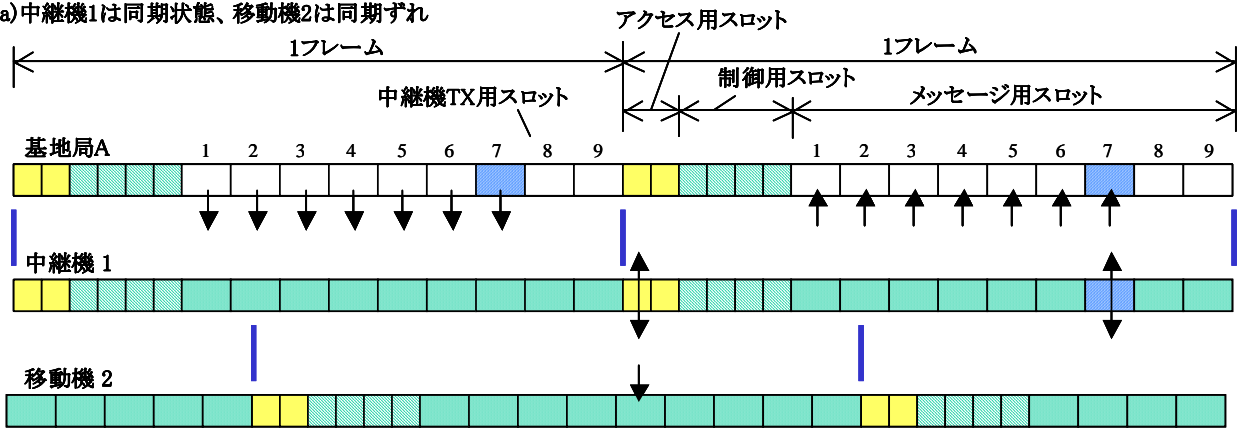 a)中継機1は同期状態、移動機2は同期ずれ
アクセス用スロット
1フレーム
1フレーム
制御用スロット
中継機TX用スロット
メッセージ用スロット
基地局A
1 2 3 4 5 6 7 8 9
1 2 3 4 5 6 7 8 9
中継機 1
移動機 2